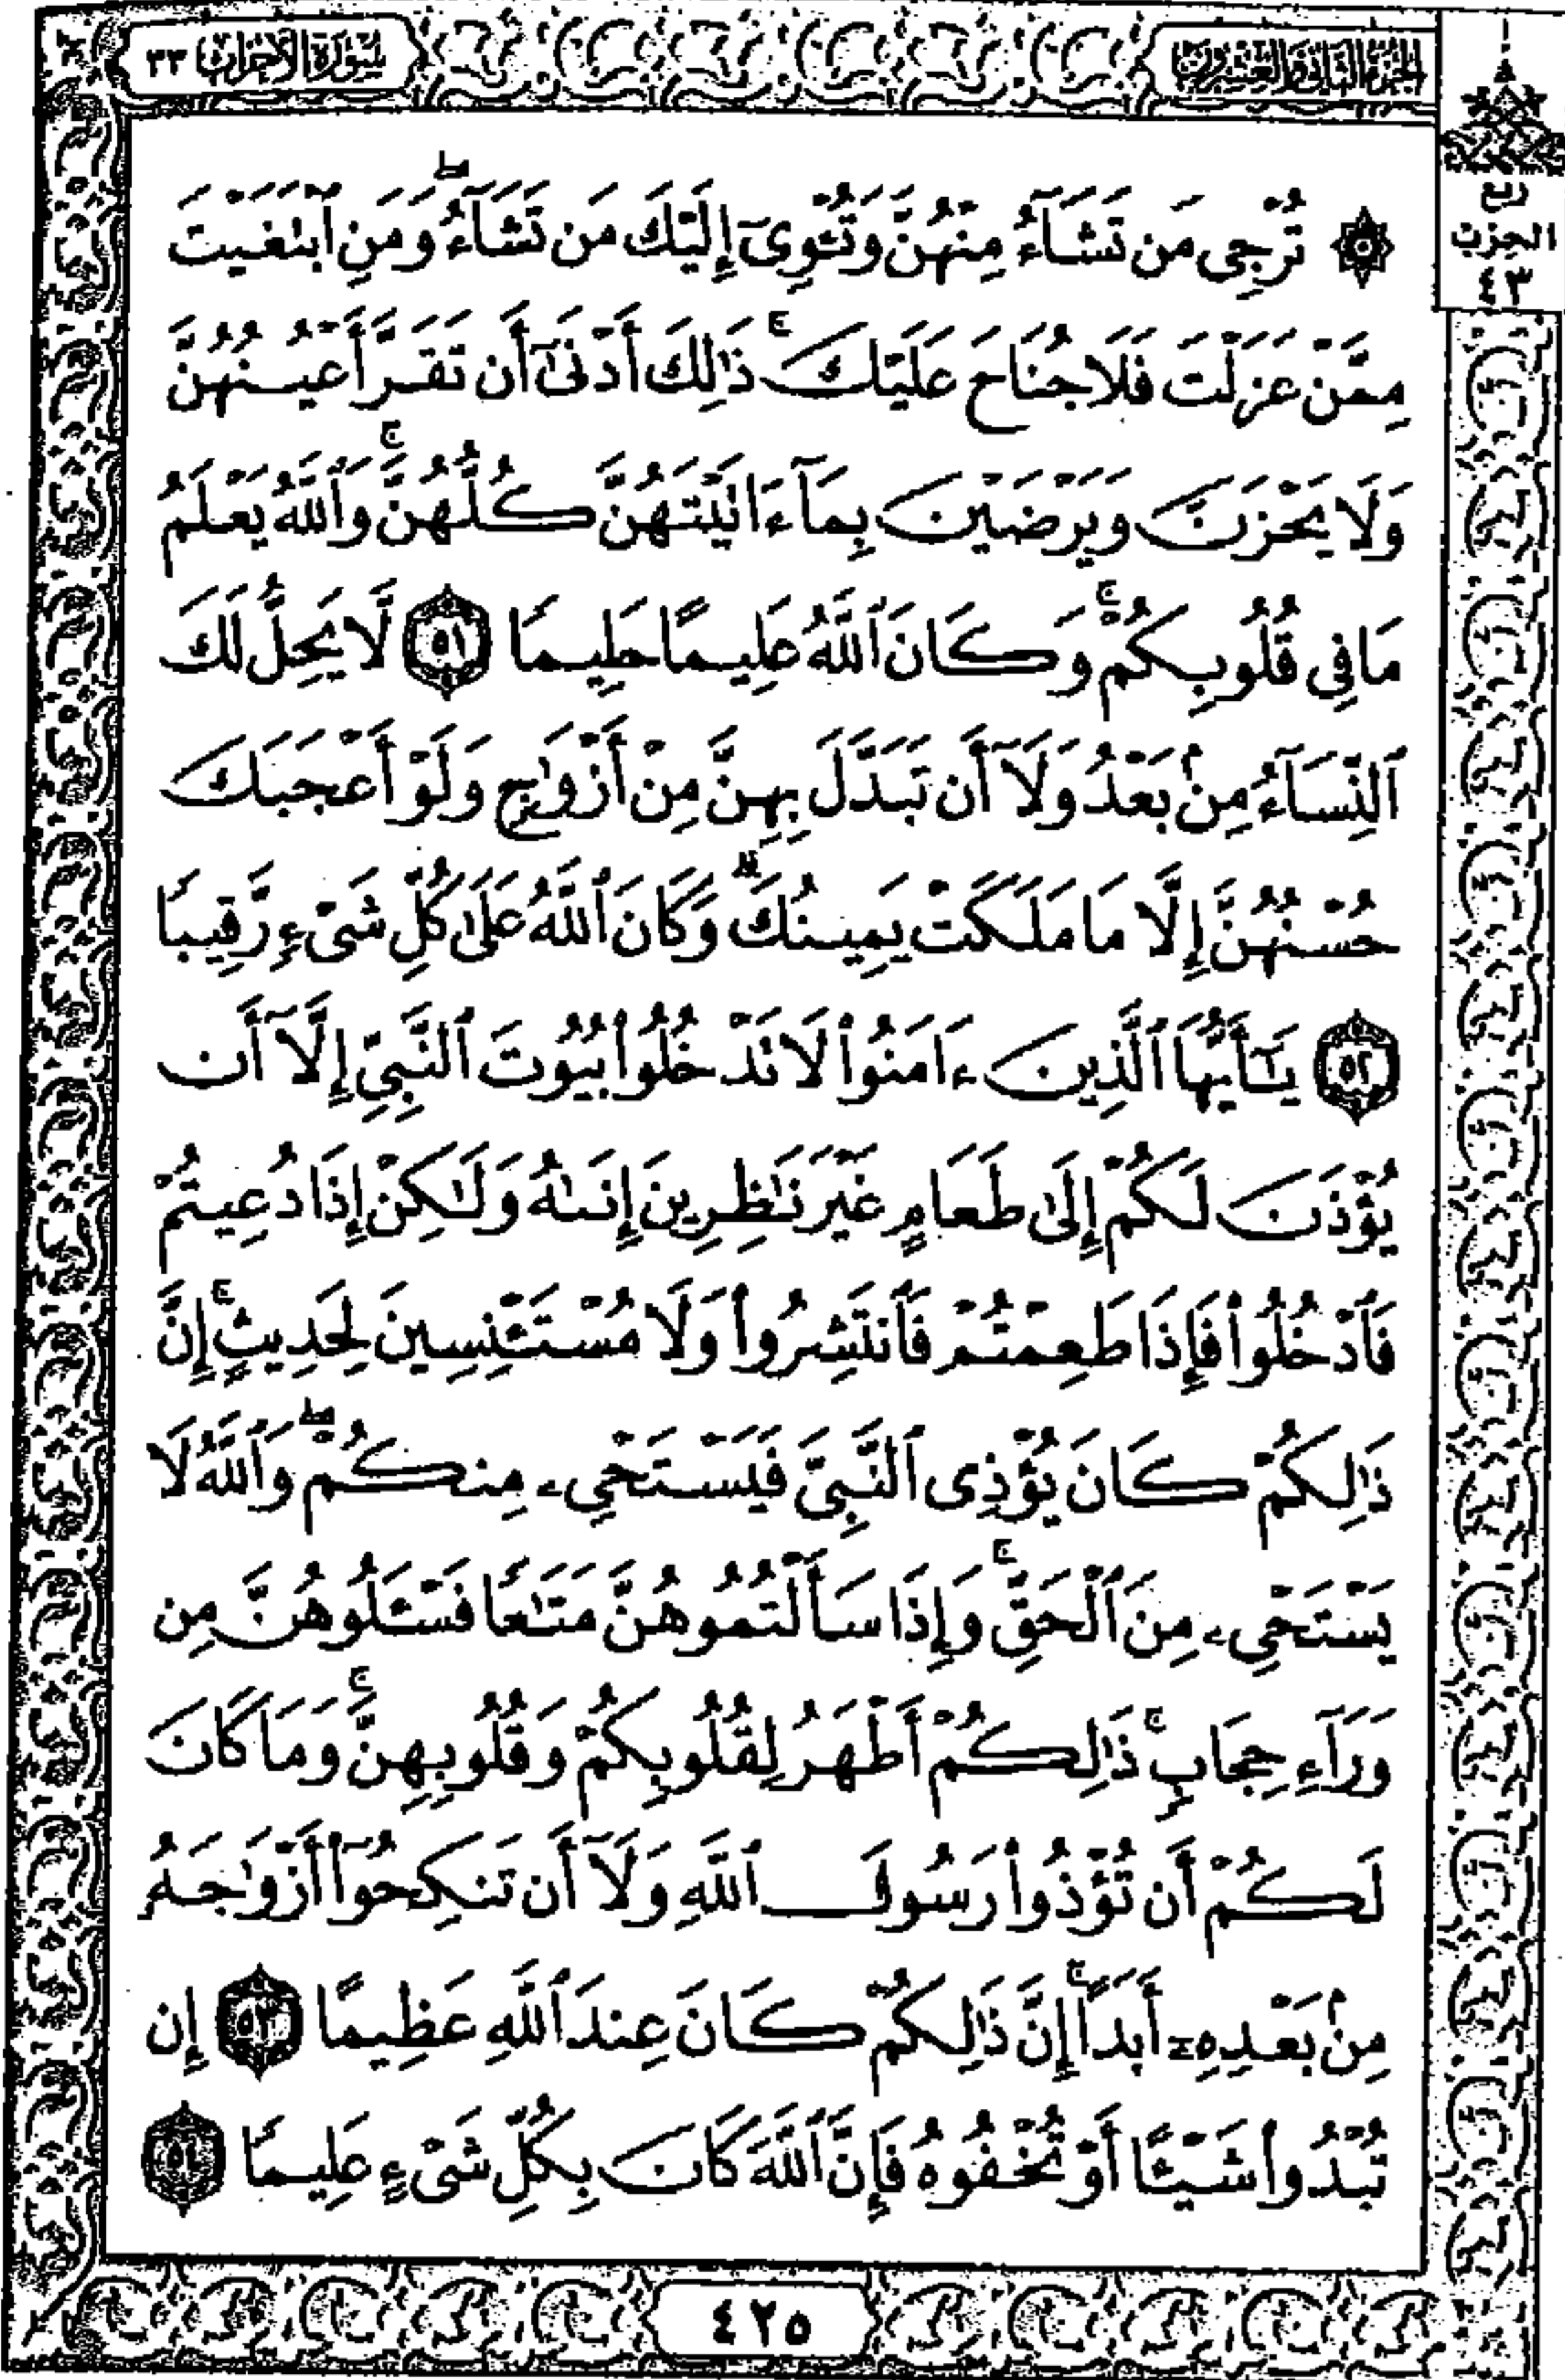 الجزء الثاني والعشرون
سورة الأحزاب ٣٣
ربع
الحزب
٤٣
۞ تُرْجِى مَن تَشَآءُ مِنْهُنَّ وَتُـْٔوِىٓ إِلَيْكَ مَن تَشَآءُ ۖ وَمَنِ ٱبْتَغَيْتَ
مِمَّنْ عَزَلْتَ فَلَا جُنَاحَ عَلَيْكَ ۚ ذَٰلِكَ أَدْنَىٰٓ أَن تَقَرَّ أَعْيُنُهُنَّ
وَلَا يَحْزَنَّ وَيَرْضَيْنَ بِمَآ ءَاتَيْتَهُنَّ كُلُّهُنَّ ۚ وَٱللَّهُ يَعْلَمُ
مَا فِى قُلُوبِكُمْ ۚ وَكَانَ ٱللَّهُ عَلِيمًا حَلِيمًا ٥١ لَّا يَحِلُّ لَكَ
ٱلنِّسَآءُ مِنۢ بَعْدُ وَلَآ أَن تَبَدَّلَ بِهِنَّ مِنْ أَزْوَٰجٍ وَلَوْ أَعْجَبَكَ
حُسْنُهُنَّ إِلَّا مَا مَلَكَتْ يَمِينُكَ ۗ وَكَانَ ٱللَّهُ عَلَىٰ كُلِّ شَىْءٍ رَّقِيبًا
٥٢ يَـٰٓأَيُّهَا ٱلَّذِينَ ءَامَنُوا۟ لَا تَدْخُلُوا۟ بُيُوتَ ٱلنَّبِىِّ إِلَّآ أَن
يُؤْذَنَ لَكُمْ إِلَىٰ طَعَامٍ غَيْرَ نَـٰظِرِينَ إِنَىٰهُ وَلَـٰكِنْ إِذَا دُعِيتُمْ
فَٱدْخُلُوا۟ فَإِذَا طَعِمْتُمْ فَٱنتَشِرُوا۟ وَلَا مُسْتَـْٔنِسِينَ لِحَدِيثٍ ۚ إِنَّ
ذَٰلِكُمْ كَانَ يُؤْذِى ٱلنَّبِىَّ فَيَسْتَحْىِۦ مِنكُمْ ۖ وَٱللَّهُ لَا
يَسْتَحْىِۦ مِنَ ٱلْحَقِّ ۚ وَإِذَا سَأَلْتُمُوهُنَّ مَتَـٰعًا فَسْـَٔلُوهُنَّ مِن
وَرَآءِ حِجَابٍ ۚ ذَٰلِكُمْ أَطْهَرُ لِقُلُوبِكُمْ وَقُلُوبِهِنَّ ۚ وَمَا كَانَ
لَكُمْ أَن تُؤْذُوا۟ رَسُولَ ٱللَّهِ وَلَآ أَن تَنكِحُوٓا۟ أَزْوَٰجَهُۥ
مِنۢ بَعْدِهِۦٓ أَبَدًا ۚ إِنَّ ذَٰلِكُمْ كَانَ عِندَ ٱللَّهِ عَظِيمًا ٥٣ إِن
تُبْدُوا۟ شَيْـًٔا أَوْ تُخْفُوهُ فَإِنَّ ٱللَّهَ كَانَ بِكُلِّ شَىْءٍ عَلِيمًا ٥٤
٤٢٥